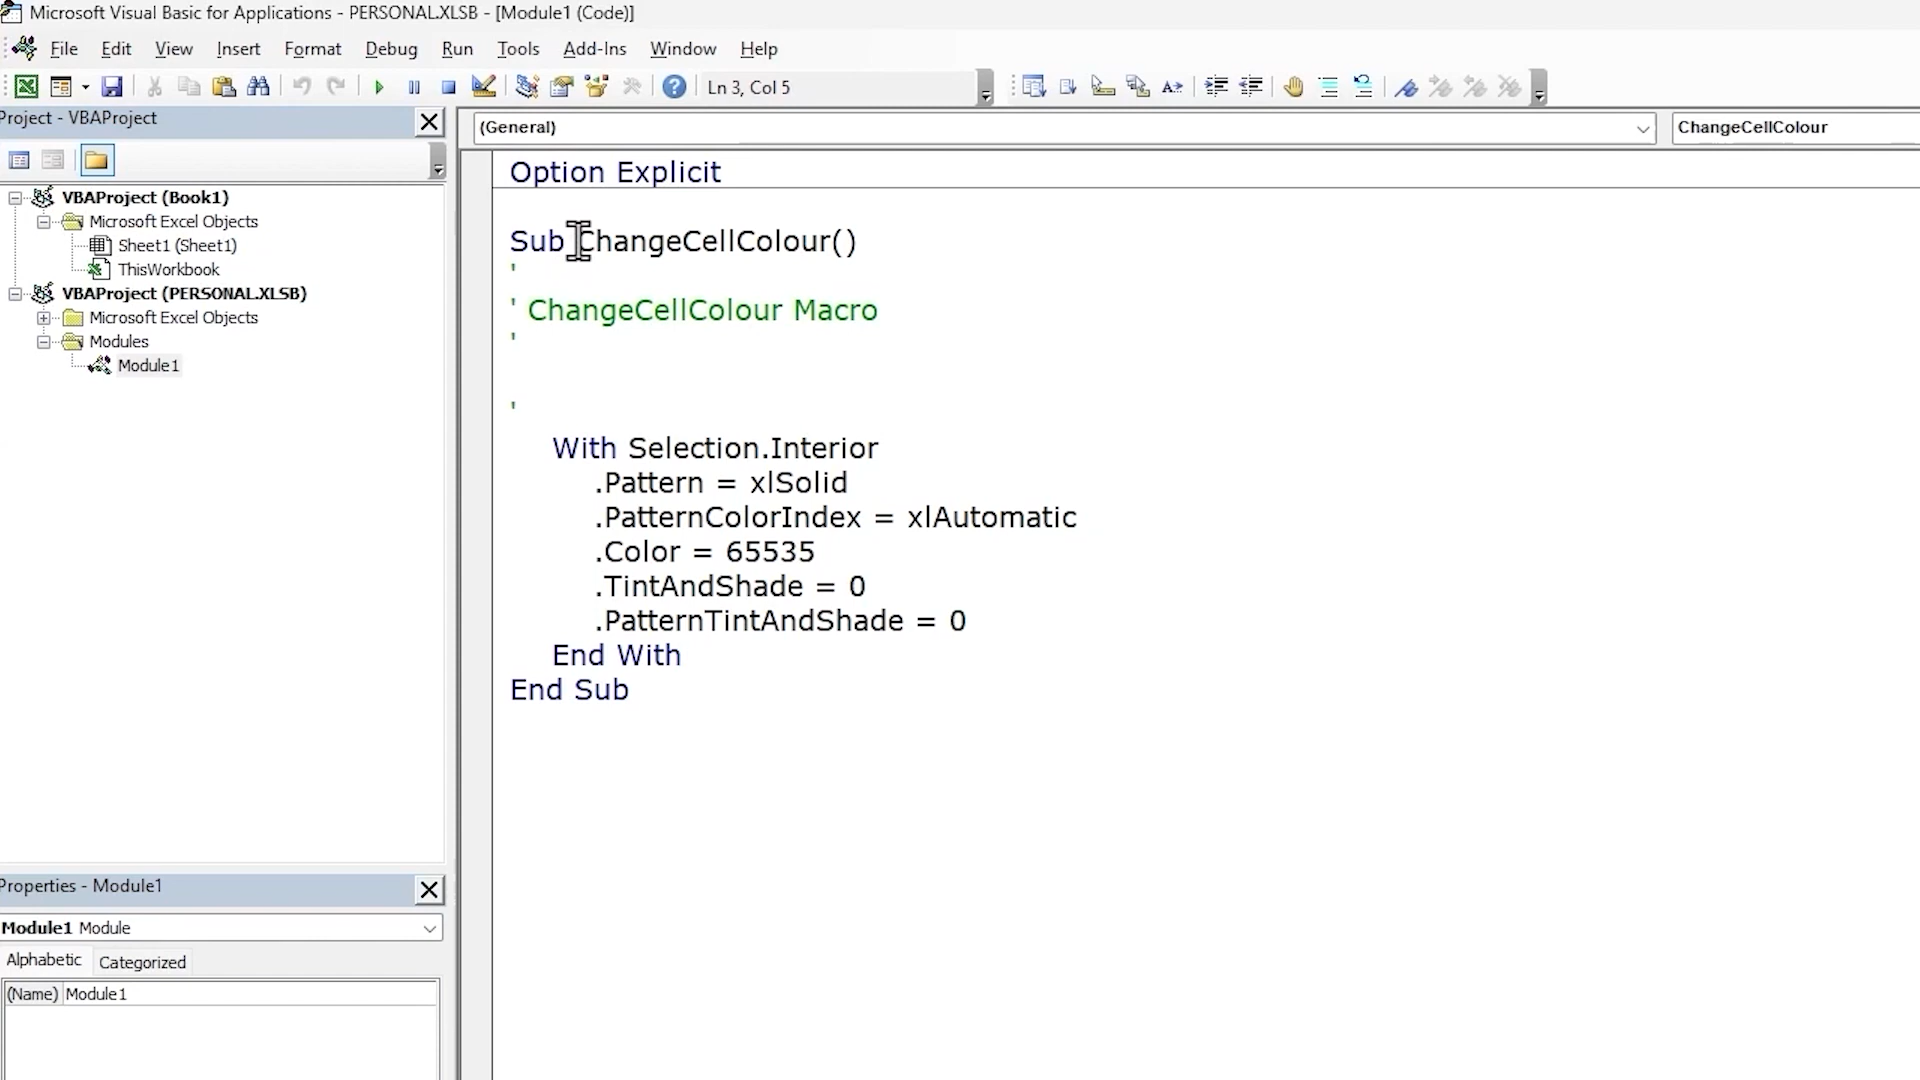 Microsoft Visual Basic for Applications - PERSONAL.XLSB - [Module1 (Code)]
File Edit View Insert Format Debug Run Tools Add-Ins Window Help
Ln 3, Col 5
Project - VBAProject
(General)
ChangeCellColour
VBAProject (Book1)
Microsoft Excel Objects
Sheet1 (Sheet1)
ThisWorkbook
VBAProject (PERSONAL.XLSB)
Microsoft Excel Objects
Modules
Module1
Option Explicit
Sub ChangeCellColour()
'
' ChangeCellColour Macro
'
'
With Selection.Interior
.Pattern = xlSolid
.PatternColorIndex = xlAutomatic
.Color = 65535
.TintAndShade = 0
.PatternTintAndShade = 0
End With
End Sub
Properties - Module1
Module1 Module
Alphabetic Categorized
(Name) Module1